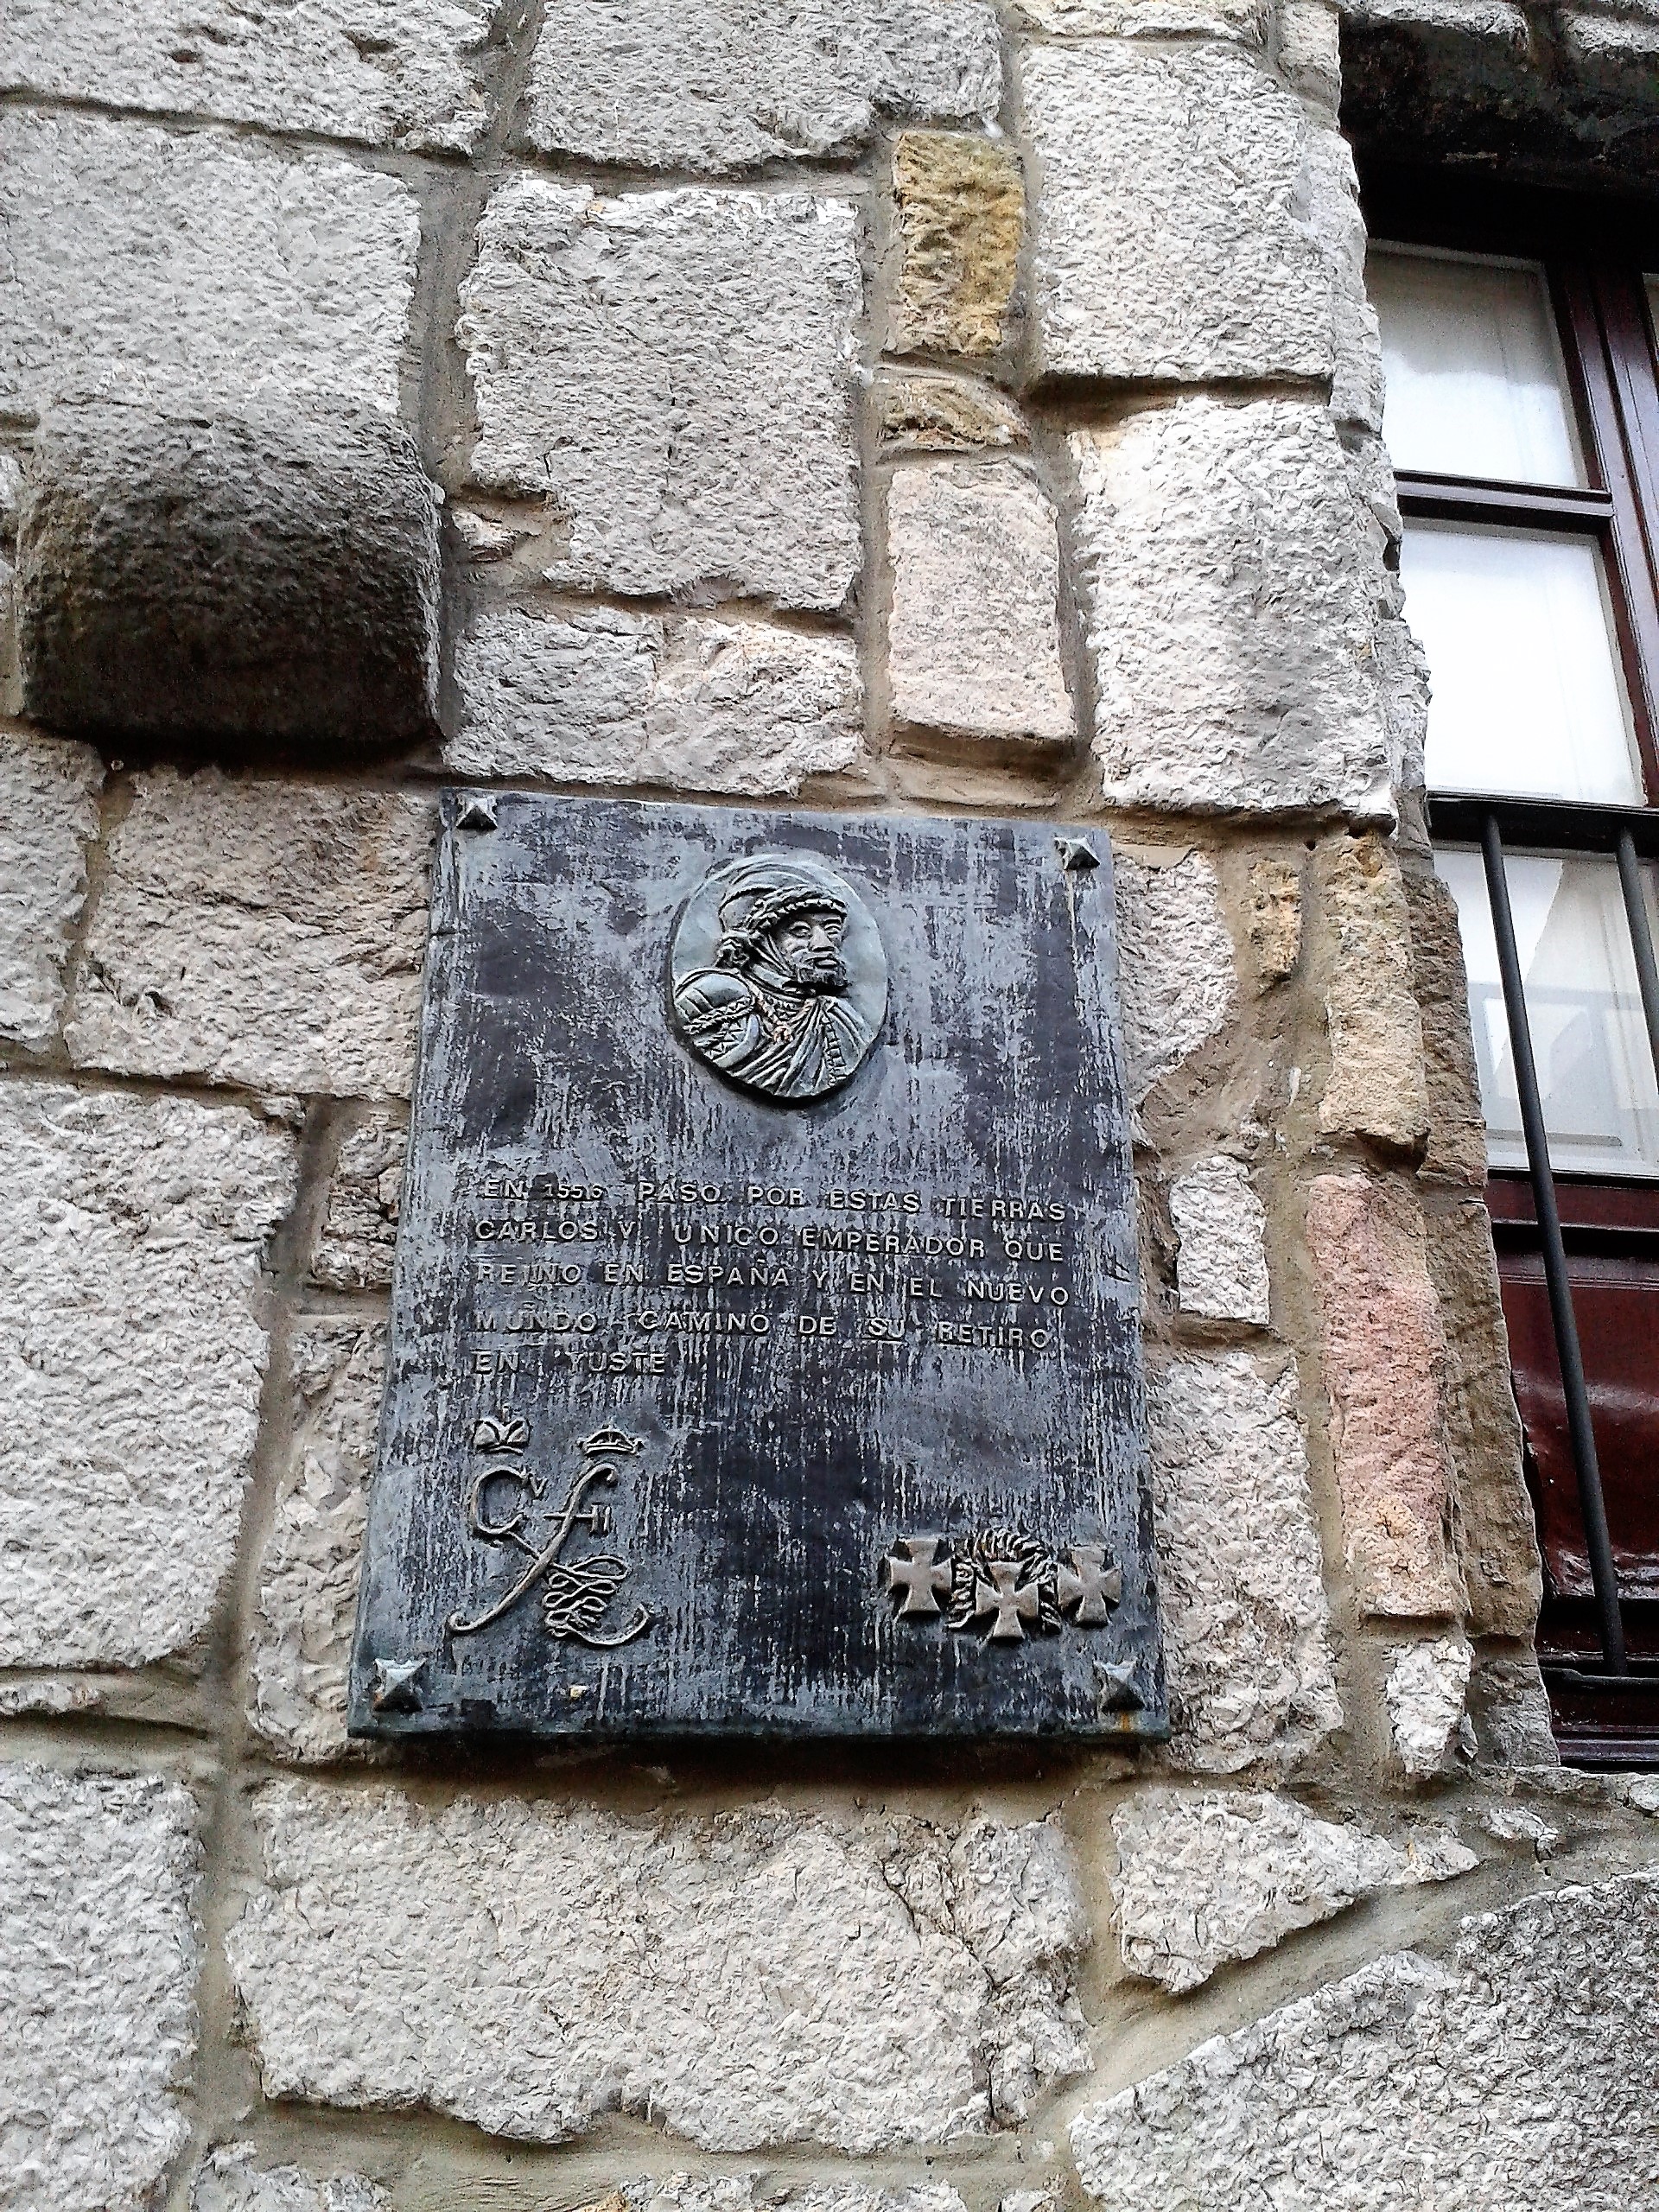 EN 1556 PASO POR ESTAS TIERRAS
CARLOS V UNICO EMPERADOR QUE
REINO EN ESPAÑA Y EN EL NUEVO
MUNDO CAMINO DE SU RETIRO
EN YUSTE